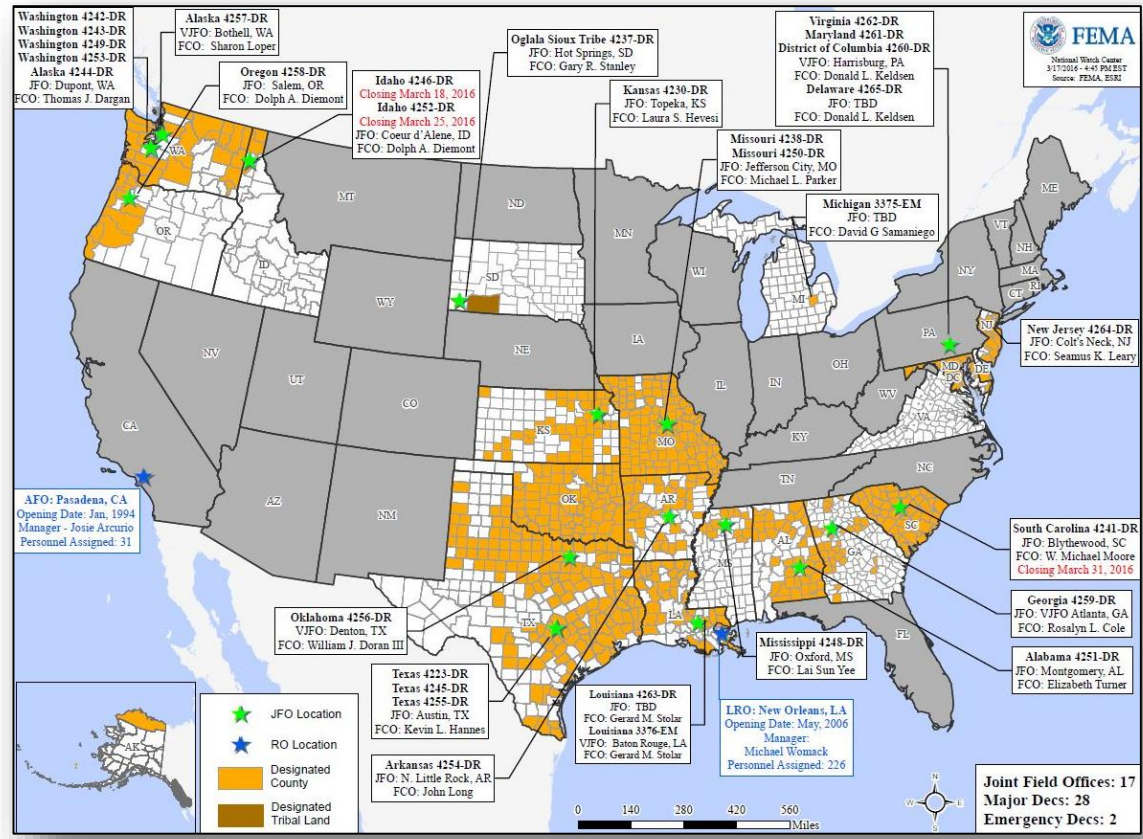 Washington 4242-DR
Washington 4243-DR
Washington 4249-DR
Washington 4253-DR
Alaska 4244-DR
JFO: Dupont, WA
FCO: Thomas J. Dargan
Alaska 4257-DR
VJFO: Bothell, WA
FCO: Sharon Loper
Oregon 4258-DR
JFO: Salem, OR
FCO: Dolph A. Diemont
Idaho 4246-DR
Closing March 18, 2016
Idaho 4252-DR
Closing March 25, 2016
JFO: Coeur d'Alene, ID
FCO: Dolph A. Diemont
Oglala Sioux Tribe 4237-DR
JFO: Hot Springs, SD
FCO: Gary R. Stanley
Kansas 4230-DR
JFO: Topeka, KS
FCO: Laura S. Hevesi
Missouri 4238-DR
Missouri 4250-DR
JFO: Jefferson City, MO
FCO: Michael L. Parker
Virginia 4262-DR
Maryland 4261-DR
District of Columbia 4260-DR
VJFO: Harrisburg, PA
FCO: Donald L. Keldsen
Delaware 4265-DR
JFO: TBD
FCO: Donald L. Keldsen
Michigan 3375-EM
JFO: TBD
FCO: David G Samaniego
FEMA
National Watch Center
3/17/2016 - 4:45 PM EST
Source: FEMA, ESRI
New Jersey 4264-DR
JFO: Colt's Neck, NJ
FCO: Seamus K. Leary
WA
OR
ID
MT
ND
SD
MN
WI
MI
WY
NE
IA
NV
UT
CO
CA
AZ
NM
KS
MO
OK
AR
TX
LA
MS
AL
GA
FL
SC
NC
TN
KY
IL
IN
OH
WV
VA
PA
NY
NJ
MD
DC
DE
CT
RI
MA
NH
VT
ME
AK
AFO: Pasadena, CA
Opening Date: Jan, 1994
Manager - Josie Arcurio
Personnel Assigned: 31
South Carolina 4241-DR
JFO: Blythewood, SC
FCO: W. Michael Moore
Closing March 31, 2016
Georgia 4259-DR
JFO: VJFO Atlanta, GA
FCO: Rosalyn L. Cole
Alabama 4251-DR
JFO: Montgomery, AL
FCO: Elizabeth Turner
Mississippi 4248-DR
JFO: Oxford, MS
FCO: Lai Sun Yee
Oklahoma 4256-DR
VJFO: Denton, TX
FCO: William J. Doran III
Texas 4223-DR
Texas 4245-DR
Texas 4255-DR
JFO: Austin, TX
FCO: Kevin L. Hannes
Arkansas 4254-DR
JFO: N. Little Rock, AR
FCO: John Long
Louisiana 4263-DR
JFO: TBD
FCO: Gerard M. Stolar
Louisiana 3376-EM
VJFO: Baton Rouge, LA
FCO: Gerard M. Stolar
LRO: New Orleans, LA
Opening Date: May, 2006
Manager:
Michael Womack
Personnel Assigned: 226
JFO Location
RO Location
Designated
County
Designated
Tribal Land
0 140 280 420 560
Miles
N
W
E
S
Joint Field Offices: 17
Major Decs: 28
Emergency Decs: 2